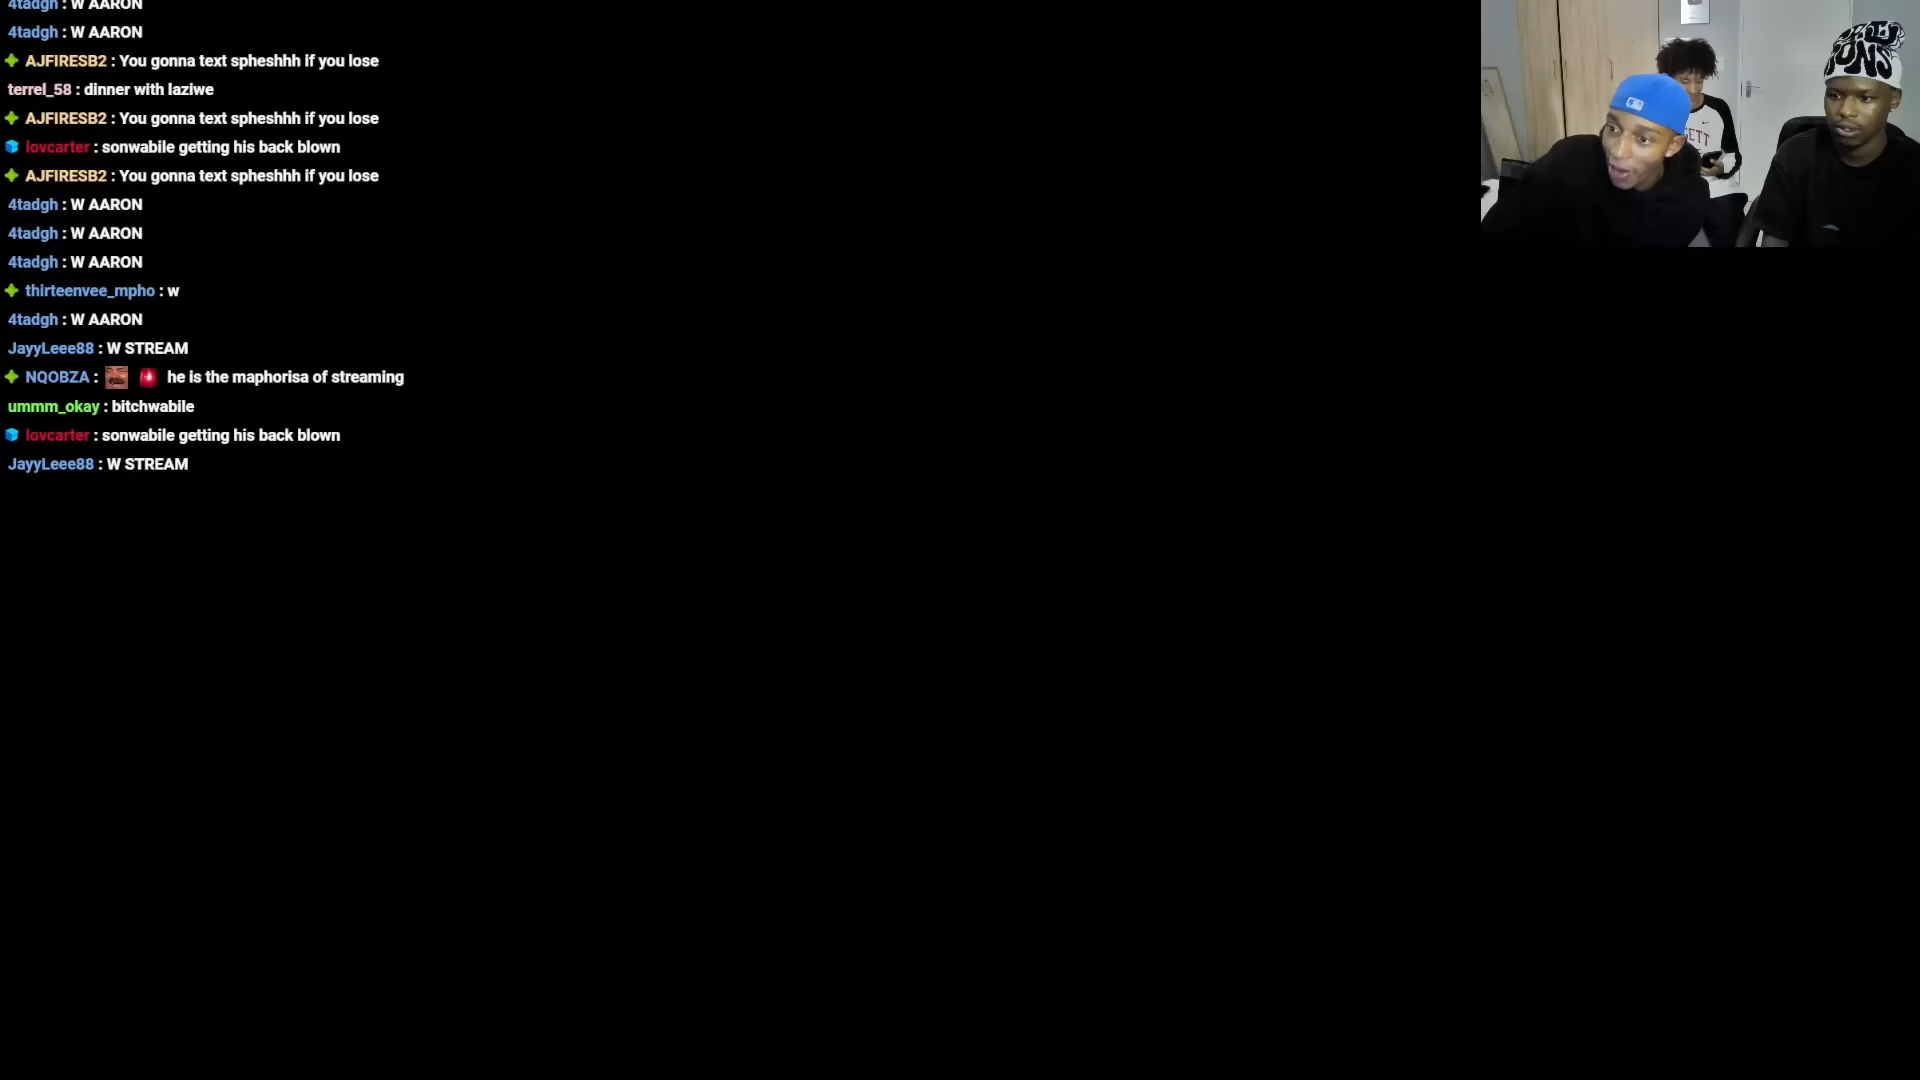 4tadgh : W AARON
4tadgh : W AARON
AJFIRESB2 : You gonna text spheshhh if you lose
terrel_58 : dinner with laziwe
AJFIRESB2 : You gonna text spheshhh if you lose
lovcarter : sonwabile getting his back blown
AJFIRESB2 : You gonna text spheshhh if you lose
4tadgh : W AARON
4tadgh : W AARON
4tadgh : W AARON
thirteenvee_mpho : w
4tadgh : W AARON
JayyLeee88 : W STREAM
NQOBZA : he is the maphorisa of streaming
ummm_okay : bitchwabile
lovcarter : sonwabile getting his back blown
JayyLeee88 : W STREAM